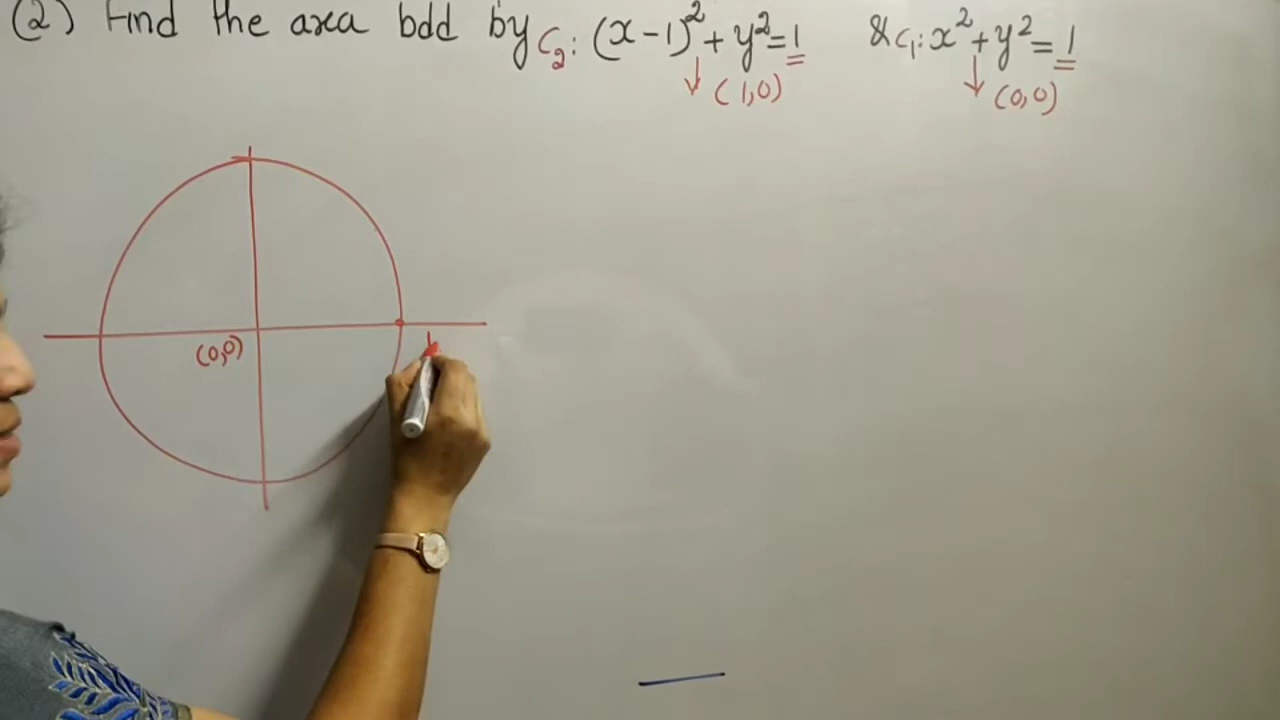 (2) Find the area bdd by C₂: (x-1)²+y²=1 & C₁: x²+y²=1
↓ (1,0) ↓ (0,0)
(0,0)